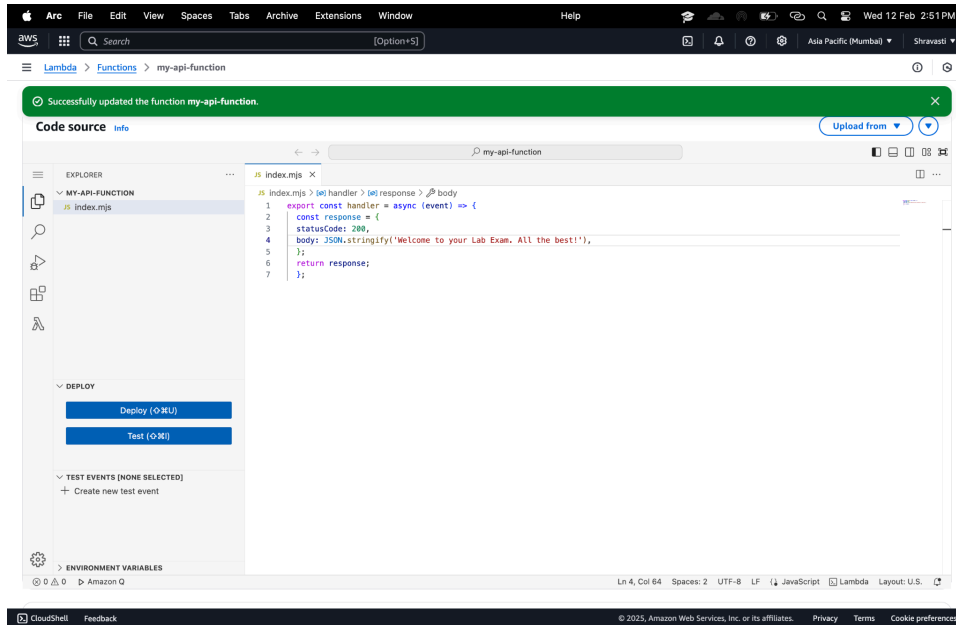 Arc File Edit View Spaces Tabs Archive Extensions Window Help Wed 12 Feb 2:51 PM
aws Search [Option+S] Asia Pacific (Mumbai) ▼ Shravasti ▼
Lambda > Functions > my-api-function
Successfully updated the function my-api-function.
Code source Info Upload from ▼
my-api-function
EXPLORER ... JS index.mjs
MY-API-FUNCTION JS index.mjs > handler > response > body
JS index.mjs
1 export const handler = async (event) => {
2 const response = {
3 statusCode: 200,
4 body: JSON.stringify('Welcome to your Lab Exam. All the best!'),
5 };
6 return response;
7 };
DEPLOY
Deploy (⇧⌘U)
Test (⇧⌘I)
TEST EVENTS [NONE SELECTED]
+ Create new test event
> ENVIRONMENT VARIABLES
0 0 Amazon Q Ln 4, Col 64 Spaces: 2 UTF-8 LF JavaScript Lambda Layout: U.S.
CloudShell Feedback © 2025, Amazon Web Services, Inc. or its affiliates. Privacy Terms Cookie preferences